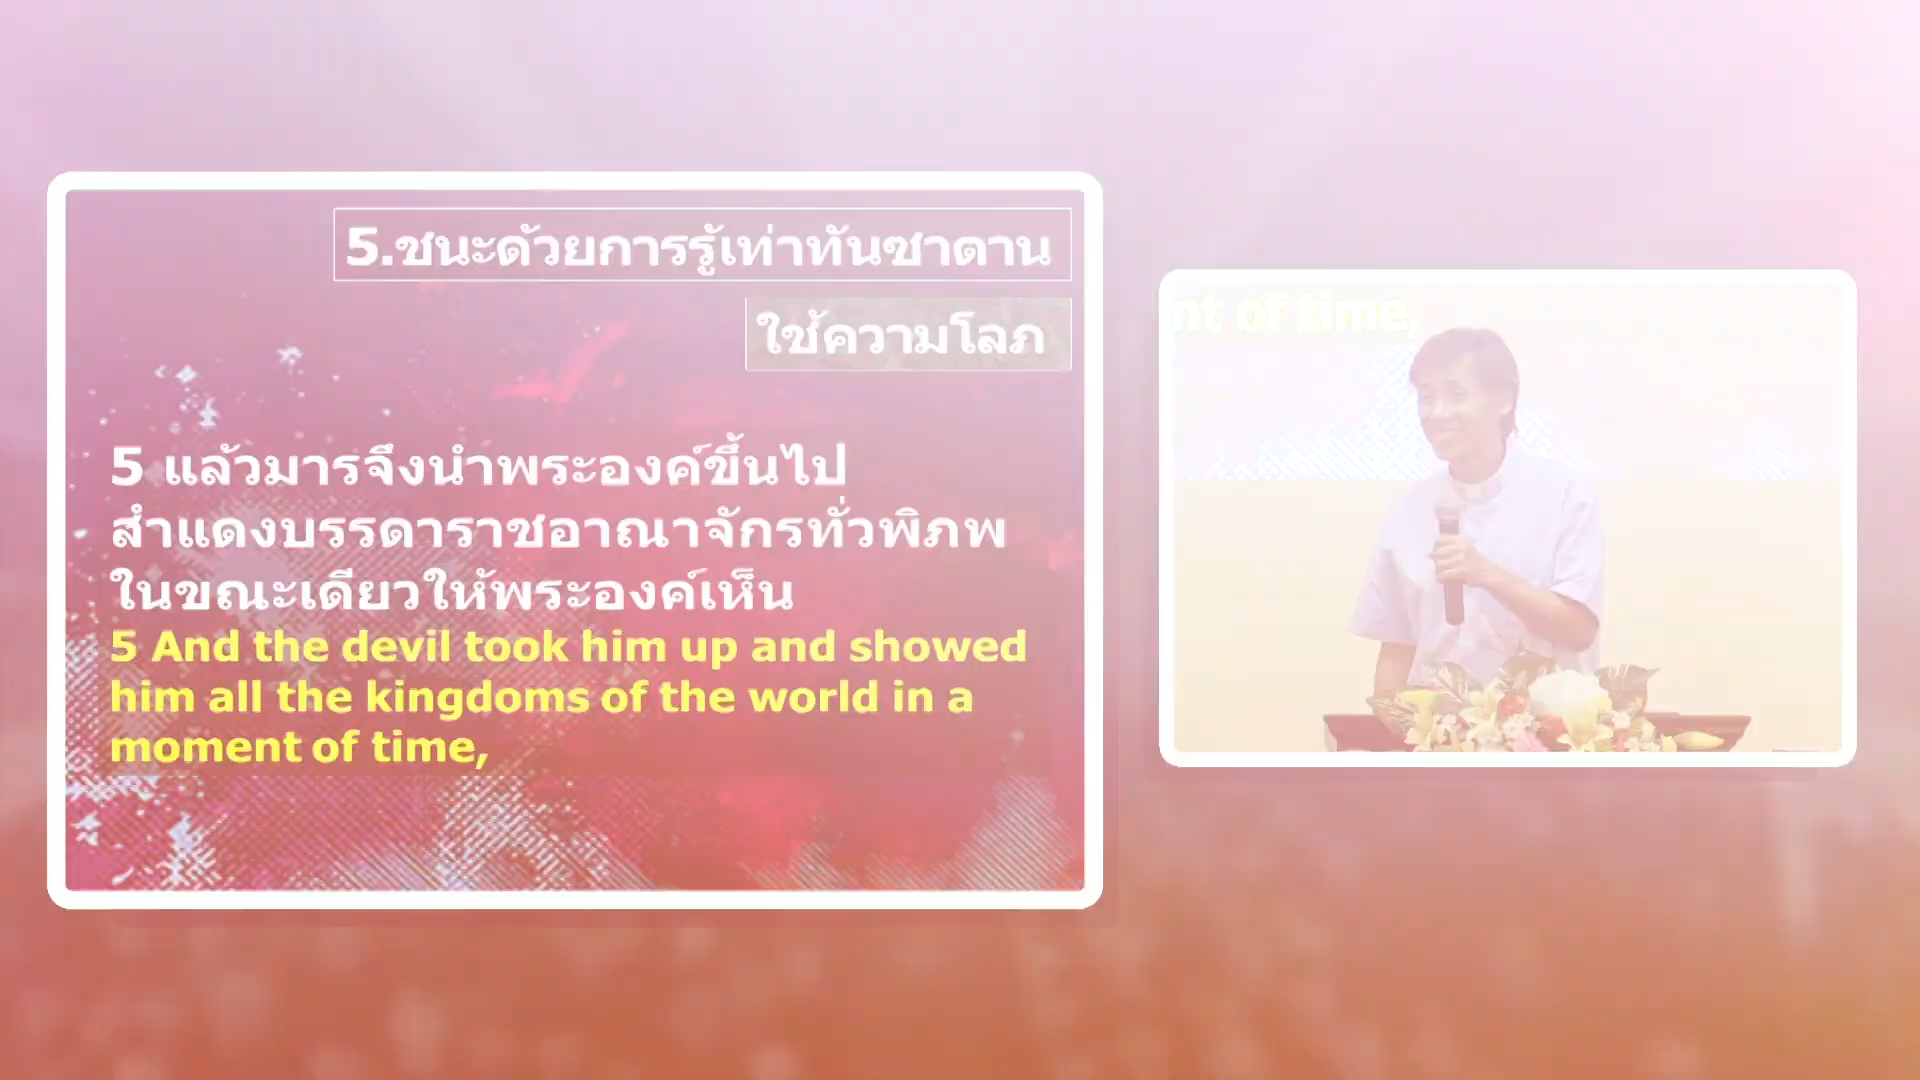 5.ชนะด้วยการรู้เท่าทันซาตาน
ใช้ความโลภ
5 แล้วมารจึงนำพระองค์ขึ้นไป
สำแดงบรรดาราชอาณาจักรทั่วพิภพ
ในขณะเดียวให้พระองค์เห็น
5 And the devil took him up and showed
him all the kingdoms of the world in a
moment of time,
nt of time,